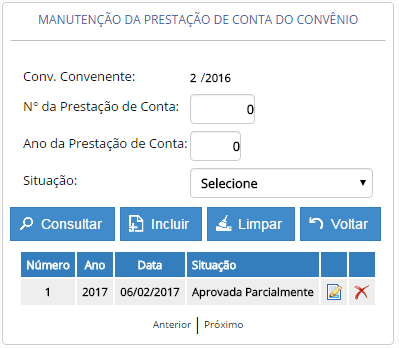 MANUTENÇÃO DA PRESTAÇÃO DE CONTA DO CONVÊNIO
Conv. Convenente: 2 /2016
Nº da Prestação de Conta: 0
Ano da Prestação de Conta: 0
Situação: Selecione
Consultar Incluir Limpar Voltar
Número Ano Data Situação
1 2017 06/02/2017 Aprovada Parcialmente
Anterior | Próximo